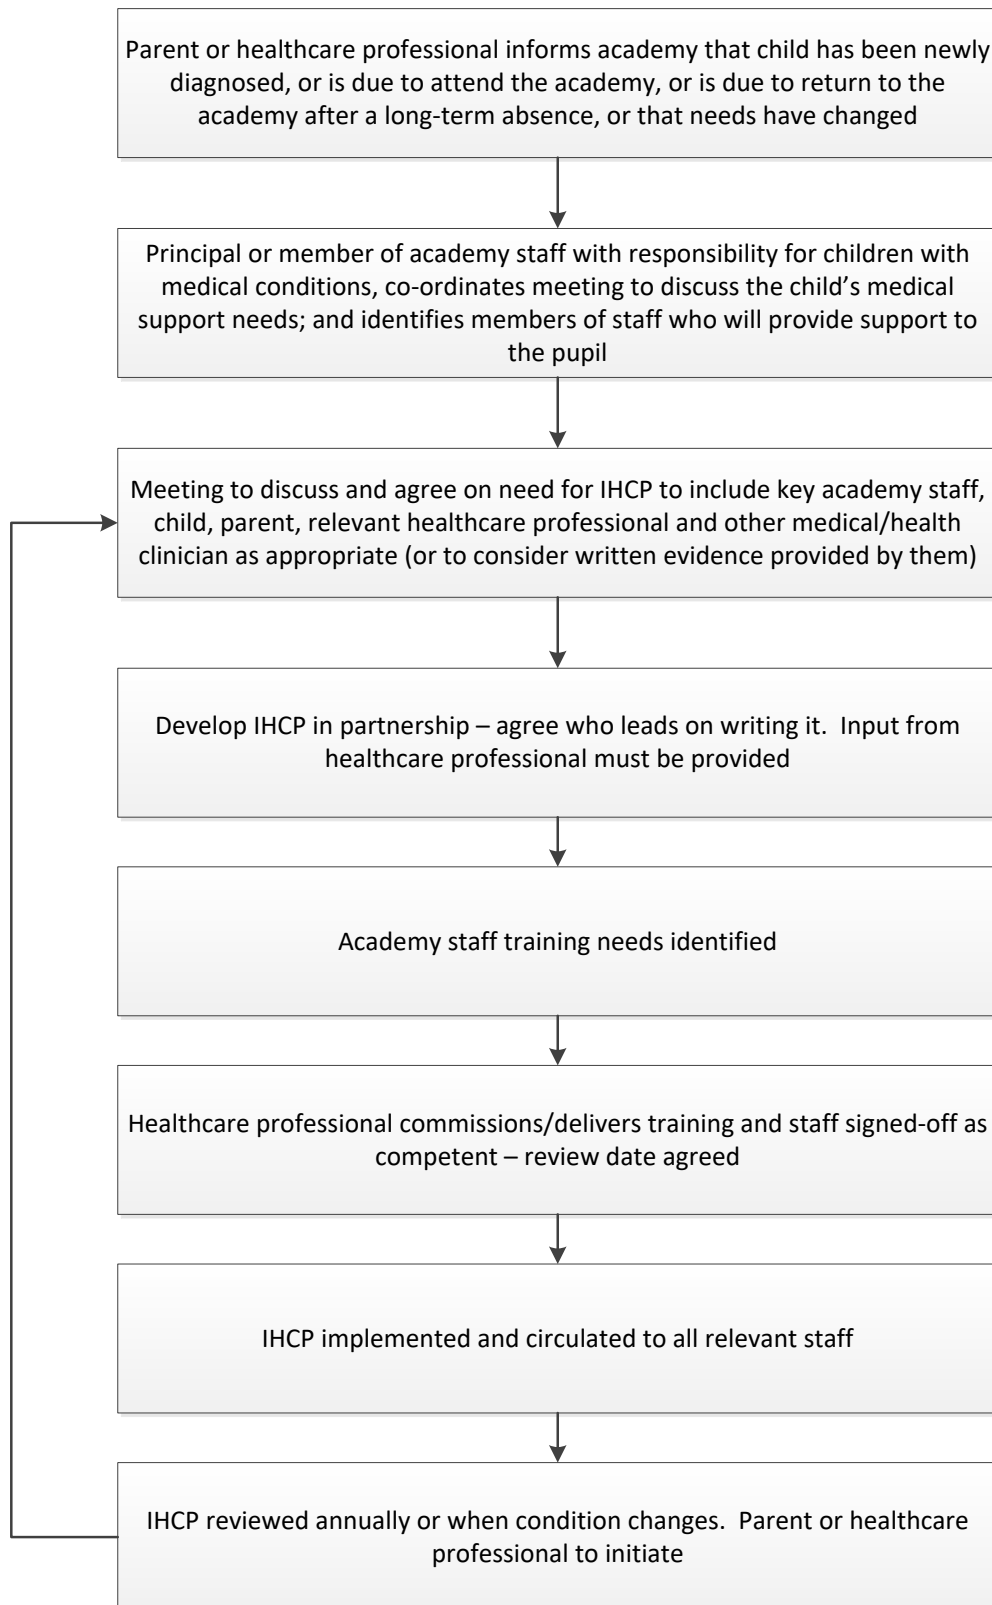 Parent or healthcare professional informs academy that child has been newly
diagnosed, or is due to attend the academy, or is due to return to the
academy after a long-term absence, or that needs have changed
Principal or member of academy staff with responsibility for children with
medical conditions, co-ordinates meeting to discuss the child’s medical
support needs; and identifies members of staff who will provide support to
the pupil
Meeting to discuss and agree on need for IHCP to include key academy staff,
child, parent, relevant healthcare professional and other medical/health
clinician as appropriate (or to consider written evidence provided by them)
Develop IHCP in partnership – agree who leads on writing it.  Input from
healthcare professional must be provided
Academy staff training needs identified
Healthcare professional commissions/delivers training and staff signed-off as
competent – review date agreed
IHCP implemented and circulated to all relevant staff
IHCP reviewed annually or when condition changes.  Parent or healthcare
professional to initiate